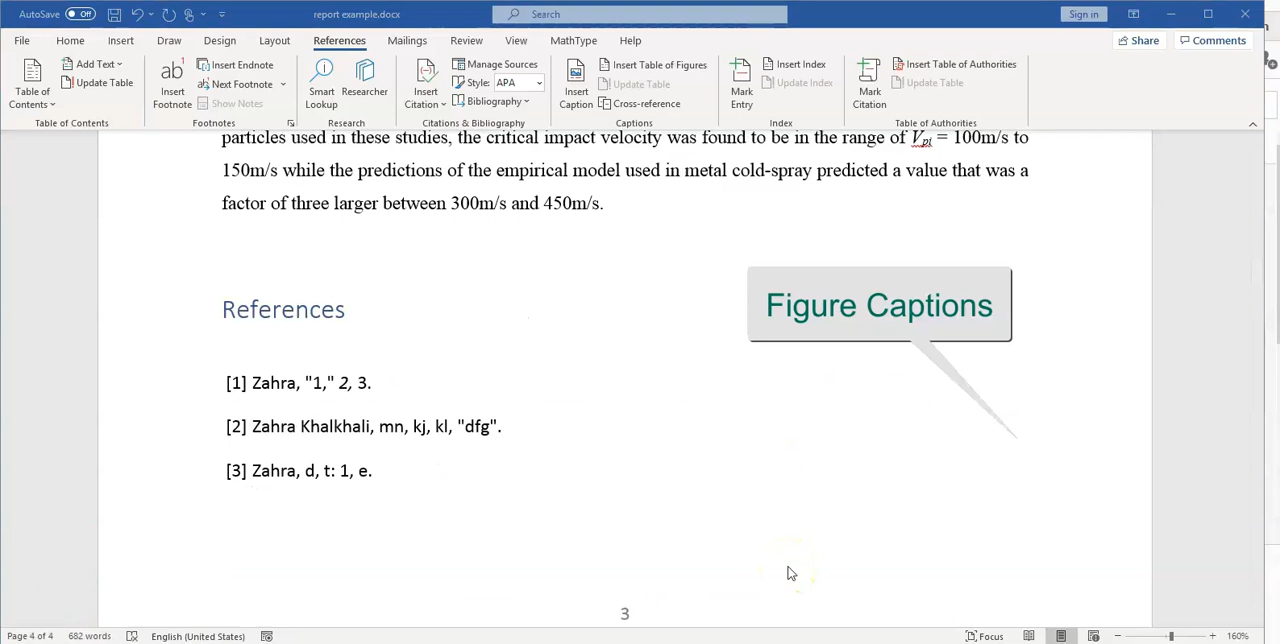 AutoSave Off report example.docx Search Sign in
File Home Insert Draw Design Layout References Mailings Review View MathType Help Share Comments
Table of Contents
Add Text
Update Table
Table of Contents
ab Insert Footnote
Insert Endnote
Next Footnote
Show Notes
Footnotes
Smart Lookup
Researcher
Research
Insert Citation
Manage Sources
Style: APA
Bibliography
Citations & Bibliography
Insert Caption
Insert Table of Figures
Update Table
Cross-reference
Captions
Mark Entry
Insert Index
Update Index
Index
Mark Citation
Insert Table of Authorities
Update Table
Table of Authorities
particles used in these studies, the critical impact velocity was found to be in the range of Vpi = 100m/s to
150m/s while the predictions of the empirical model used in metal cold-spray predicted a value that was a
factor of three larger between 300m/s and 450m/s.
References
Figure Captions
[1] Zahra, "1," 2, 3.
[2] Zahra Khalkhali, mn, kj, kl, "dfg".
[3] Zahra, d, t: 1, e.
3
Page 4 of 4 682 words English (United States) Focus 160%